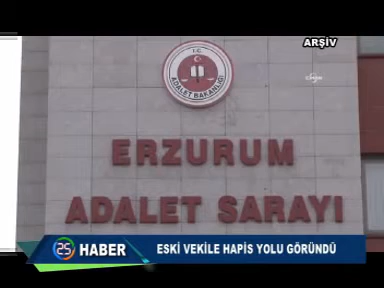 ARŞİV
T.C.
ADALET BAKANLIĞI
ERZURUM
ADALET SARAYI
25 HABER
ESKİ VEKİLE HAPİS YOLU GÖRÜNDÜ